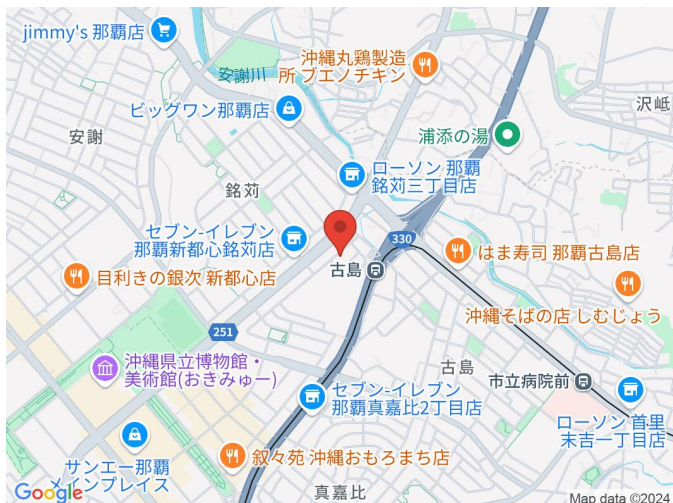 jimmy's 那覇店
沖縄丸鶏製造
所 ブエノチキン
安謝川
ビッグワン那覇店
沢岻
安謝
浦添の湯
ローソン 那覇
銘苅三丁目店
銘苅
セブン-イレブン
那覇新都心銘苅店
330
はま寿司 那覇古島店
目利きの銀次 新都心店
古島
沖縄そばの店 しむじょう
251
沖縄県立博物館・
美術館(おきみゅー)
古島
市立病院前
セブン-イレブン
那覇真嘉比2丁目店
ローソン 首里
末吉一丁目店
サンエー那覇
メインプレイス
叙々苑 沖縄おもろまち店
真嘉比
Google
Map data ©2024